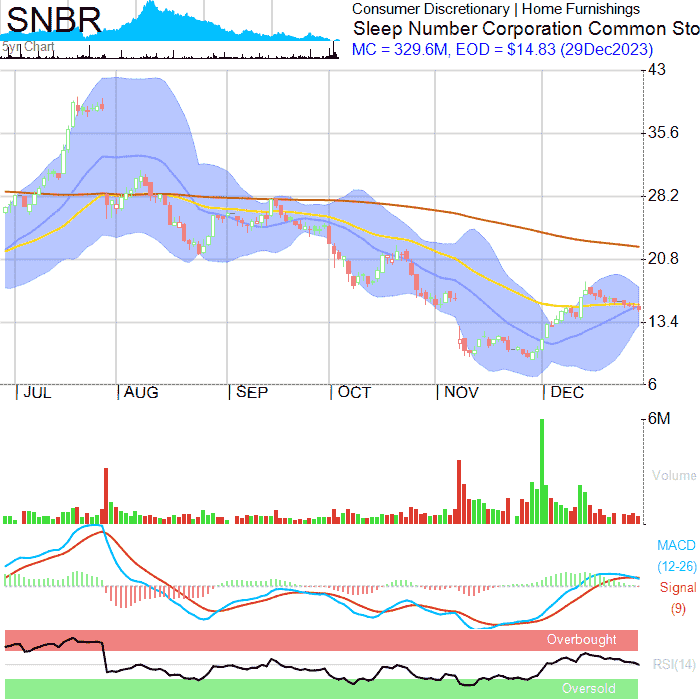 SNBR
5yr Chart
Consumer Discretionary | Home Furnishings
Sleep Number Corporation Common Sto
MC = 329.6M, EOD = $14.83 (29Dec2023)
43
35.6
28.2
20.8
13.4
6
JUL AUG SEP OCT NOV DEC
6M
Volume
MACD
(12-26)
Signal
(9)
Overbought
RSI(14)
Oversold